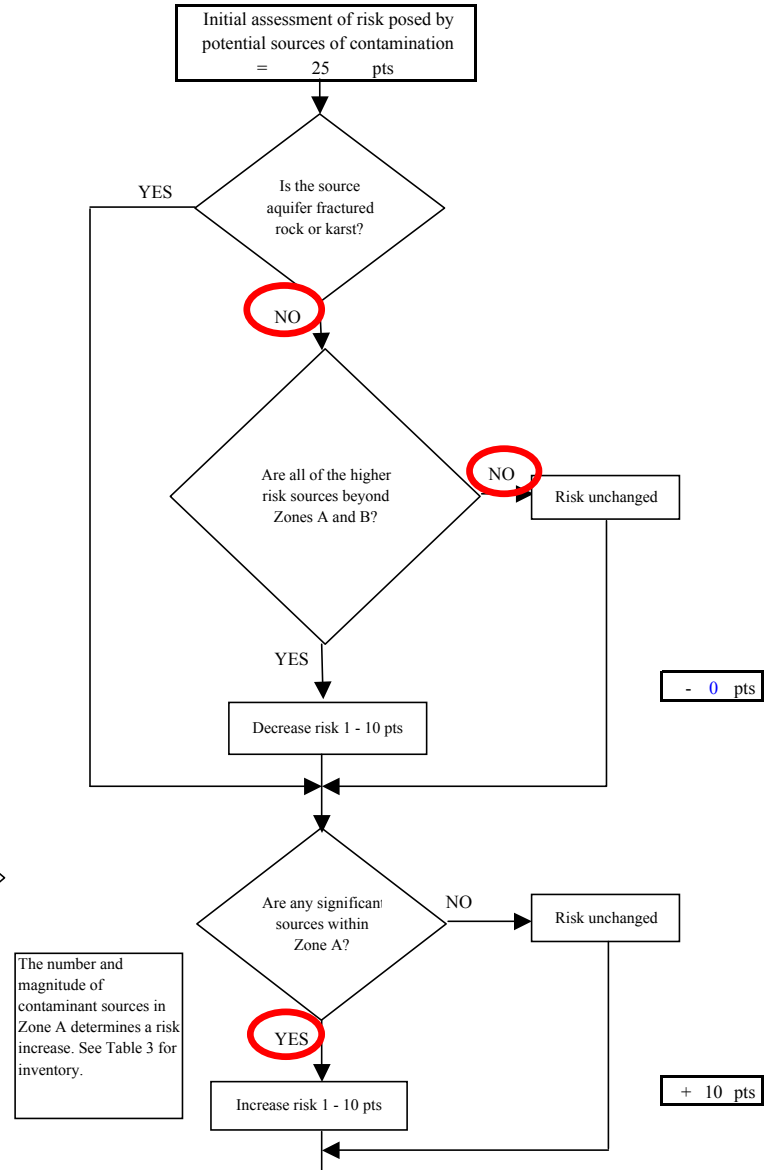 Initial assessment of risk posed by
potential sources of contamination
= 25 pts
YES
Is the source
aquifer fractured
rock or karst?
NO
Are all of the higher
risk sources beyond
Zones A and B?
NO
Risk unchanged
YES
- 0 pts
Decrease risk 1 - 10 pts
Are any significant
sources within
Zone A?
NO
Risk unchanged
The number and
magnitude of
contaminant sources in
Zone A determines a risk
increase. See Table 3 for
inventory.
YES
Increase risk 1 - 10 pts
+ 10 pts